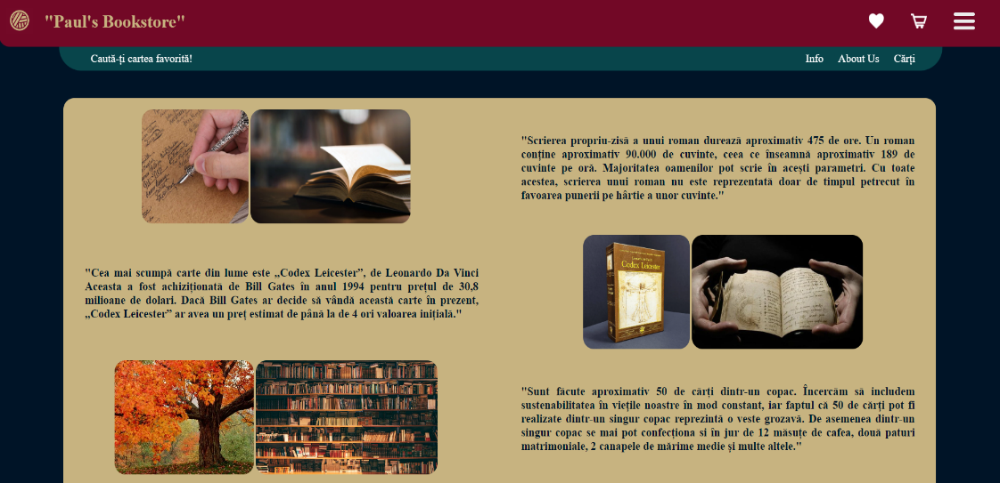 "Paul's Bookstore"
Caută-ți cartea favorită!
Info
About Us
Cărți
"Scrierea propriu-zisă a unui roman durează aproximativ 475 de ore. Un roman
conține aproximativ 90.000 de cuvinte, ceea ce înseamnă aproximativ 189 de
cuvinte pe oră. Majoritatea oamenilor pot scrie în acești parametri. Cu toate
acestea, scrierea unui roman nu este reprezentată doar de timpul petrecut în
favoarea punerii pe hârtie a unor cuvinte."
"Cea mai scumpă carte din lume este „Codex Leicester”, de Leonardo Da Vinci
Aceasta a fost achiziționată de Bill Gates în anul 1994 pentru prețul de 30,8
milioane de dolari. Dacă Bill Gates ar decide să vândă această carte în prezent,
„Codex Leicester” ar avea un preț estimat de până la de 4 ori valoarea inițială."
Codex Leicester
"Sunt făcute aproximativ 50 de cărți dintr-un copac. Încercăm să includem
sustenabilitatea în viețile noastre în mod constant, iar faptul că 50 de cărți pot fi
realizate dintr-un singur copac reprezintă o veste grozavă. De asemenea dintr-un
singur copac se mai pot confecționa si în jur de 12 măsuțe de cafea, două paturi
matrimoniale, 2 canapele de mărime medie și multe altele."